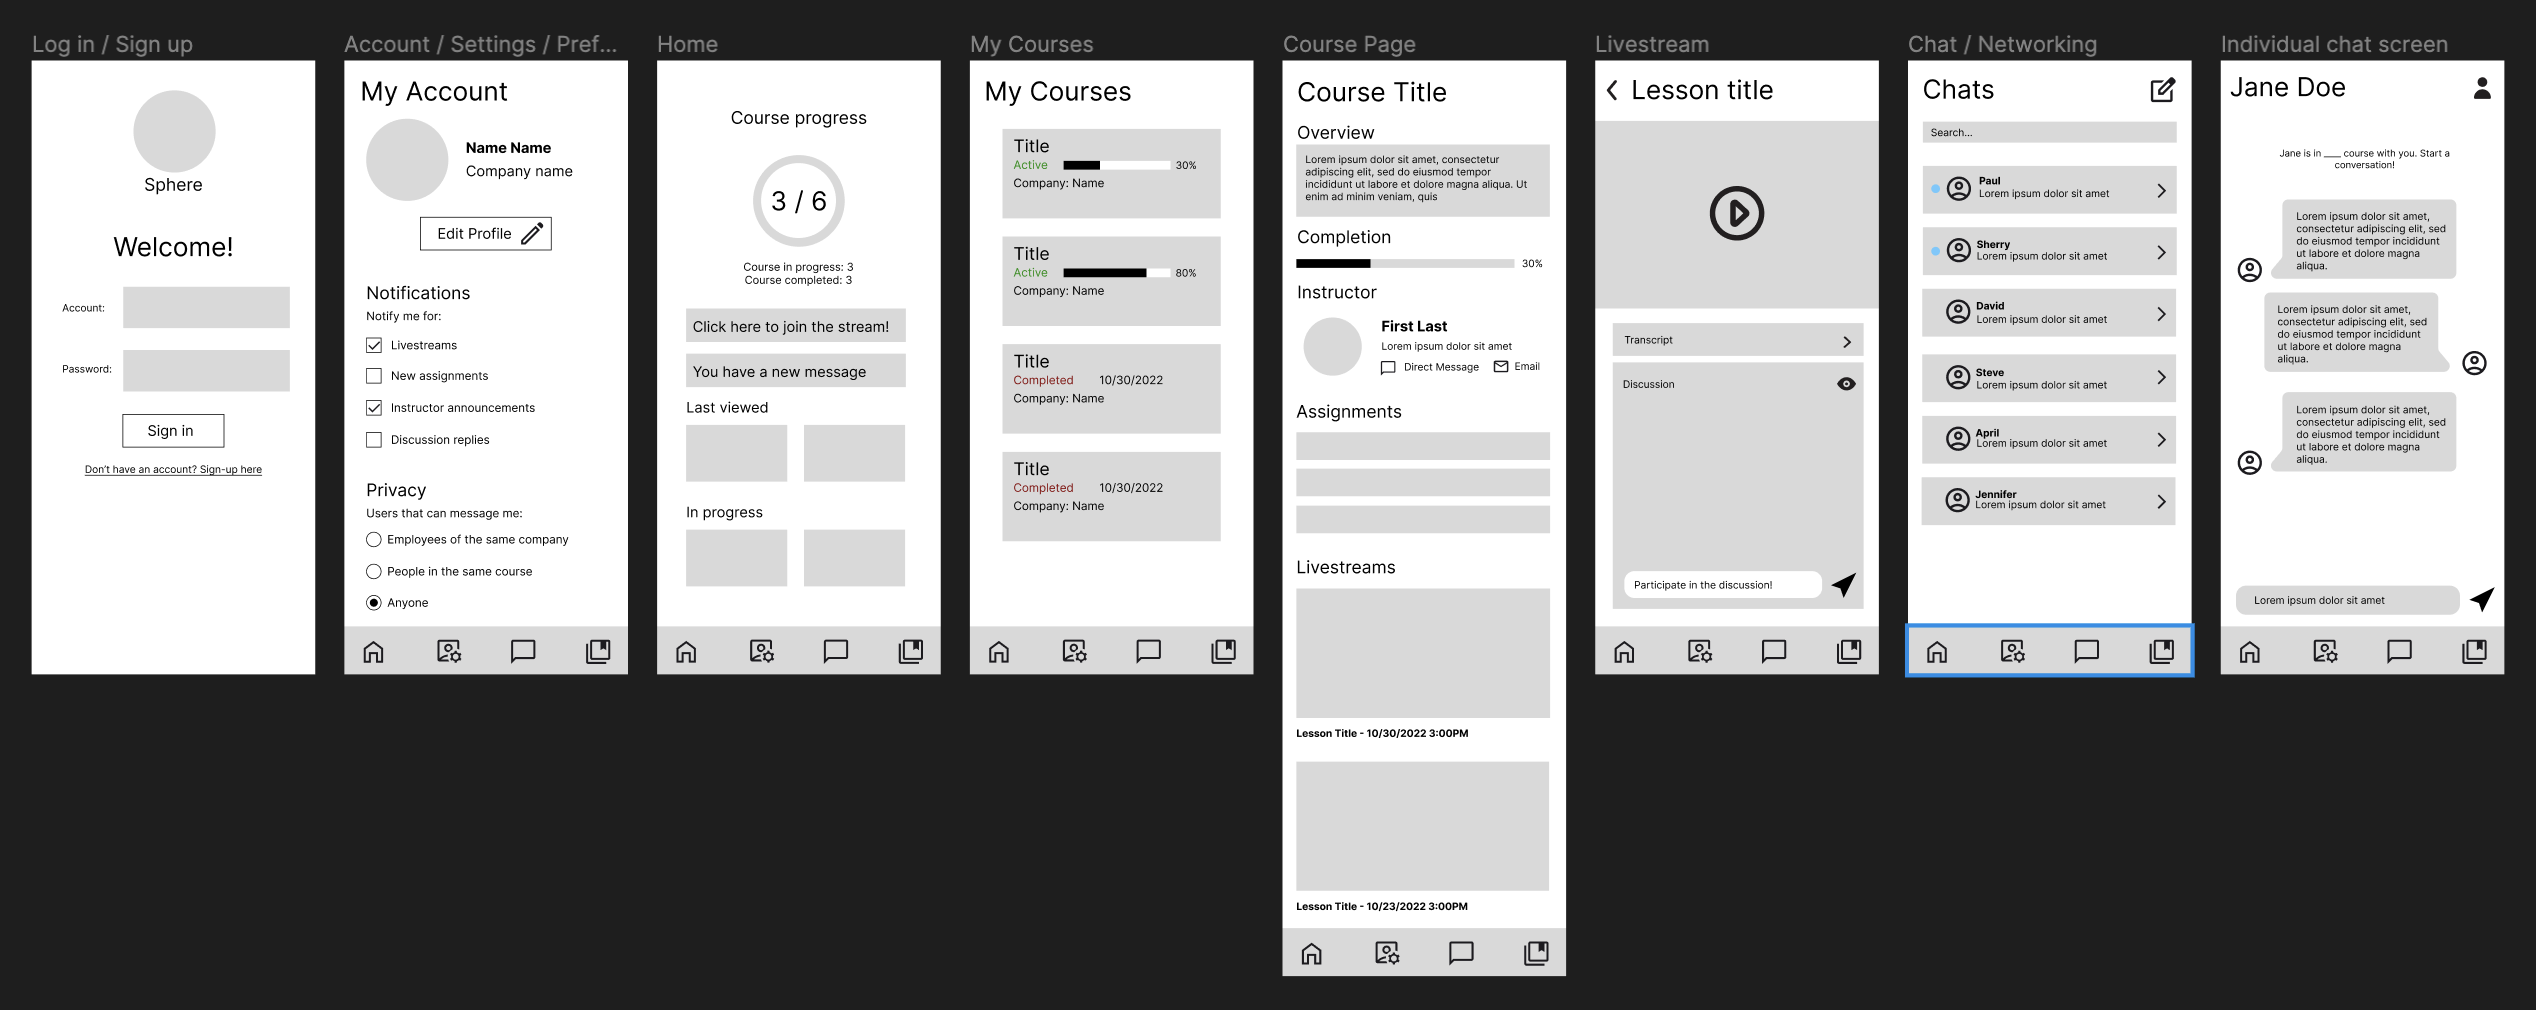 Log in / Sign up
Sphere
Welcome!
Account:
Password:
Sign in
Don't have an account? Sign-up here
Account / Settings / Pref...
My Account
Name Name
Company name
Edit Profile
Notifications
Notify me for:
Livestreams
New assignments
Instructor announcements
Discussion replies
Privacy
Users that can message me:
Employees of the same company
People in the same course
Anyone
Home
Course progress
3 / 6
Course in progress: 3
Course completed: 3
Click here to join the stream!
You have a new message
Last viewed
In progress
My Courses
My Courses
Title
Active 30%
Company: Name
Title
Active 80%
Company: Name
Title
Completed 10/30/2022
Company: Name
Title
Completed 10/30/2022
Company: Name
Course Page
Course Title
Overview
Lorem ipsum dolor sit amet, consectetur
adipiscing elit, sed do eiusmod tempor
incididunt ut labore et dolore magna aliqua. Ut
enim ad minim veniam, quis
Completion
30%
Instructor
First Last
Lorem ipsum dolor sit amet
Direct Message Email
Assignments
Livestreams
Lesson Title - 10/30/2022 3:00PM
Lesson Title - 10/23/2022 3:00PM
Livestream
Lesson title
Transcript
Discussion
Participate in the discussion!
Chat / Networking
Chats
Search...
Paul
Lorem ipsum dolor sit amet
Sherry
Lorem ipsum dolor sit amet
David
Lorem ipsum dolor sit amet
Steve
Lorem ipsum dolor sit amet
April
Lorem ipsum dolor sit amet
Jennifer
Lorem ipsum dolor sit amet
Individual chat screen
Jane Doe
Jane is in ___ course with you. Start a
conversation!
Lorem ipsum dolor sit amet,
consectetur adipiscing elit, sed
do eiusmod tempor incididunt
ut labore et dolore magna
aliqua.
Lorem ipsum dolor sit amet,
consectetur adipiscing elit, sed
do eiusmod tempor incididunt
ut labore et dolore magna
aliqua.
Lorem ipsum dolor sit amet,
consectetur adipiscing elit, sed
do eiusmod tempor incididunt
ut labore et dolore magna
aliqua.
Lorem ipsum dolor sit amet